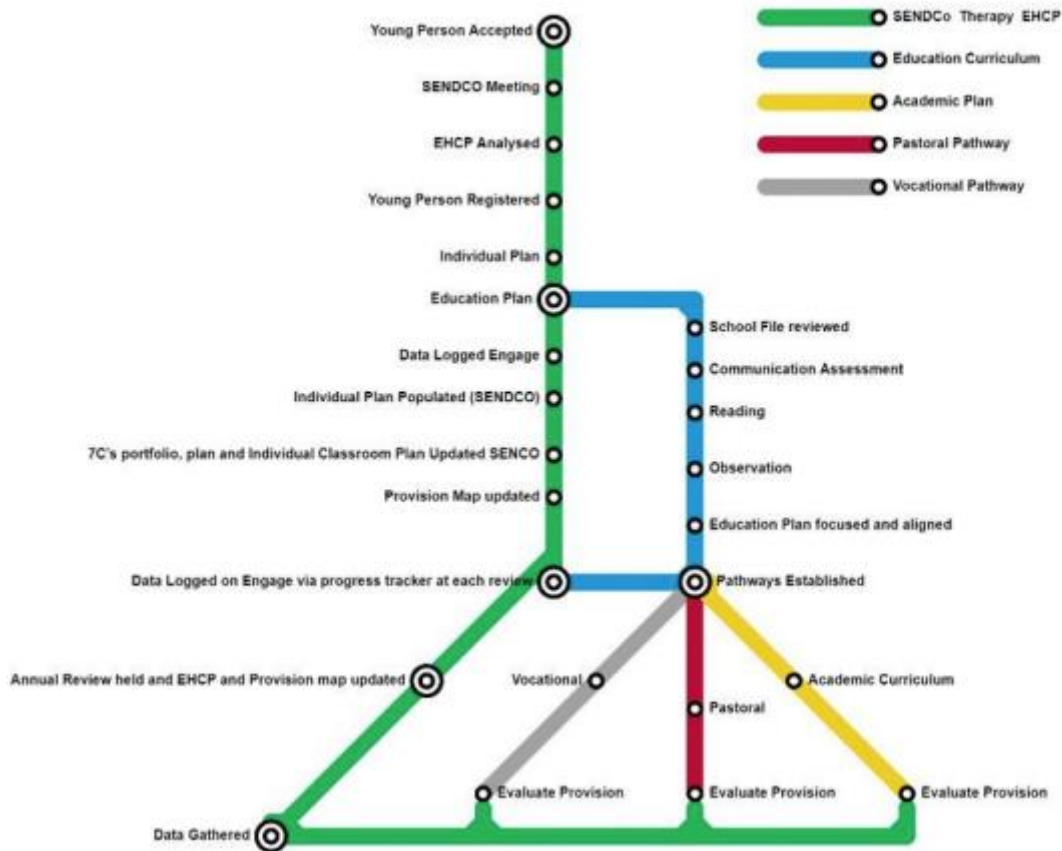 Young Person Accepted
SENDCO Meeting
EHCP Analysed
Young Person Registered
Individual Plan
Education Plan
Data Logged Engage
Individual Plan Populated (SENDCO)
7C's portfolio, plan and Individual Classroom Plan Updated SENCO
Provision Map updated
Data Logged on Engage via progress tracker at each review
Annual Review held and EHCP and Provision map updated
Data Gathered
SENDCo Therapy EHCP
Education Curriculum
Academic Plan
Pastoral Pathway
Vocational Pathway
School File reviewed
Communication Assessment
Reading
Observation
Education Plan focused and aligned
Pathways Established
Vocational
Pastoral
Academic Curriculum
Evaluate Provision
Evaluate Provision
Evaluate Provision